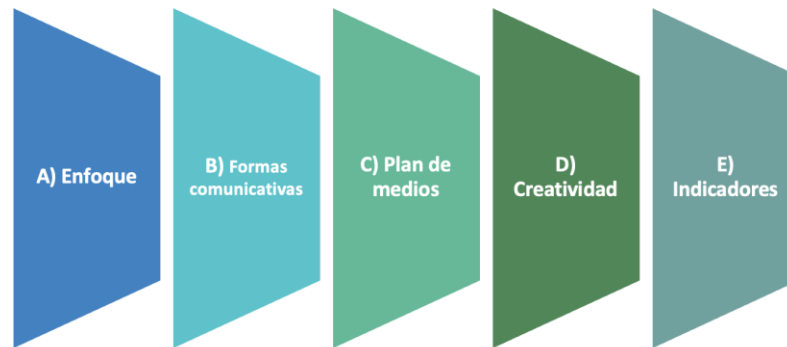 A) Enfoque
B) Formas
comunicativas
C) Plan de
medios
D)
Creatividad
E)
Indicadores